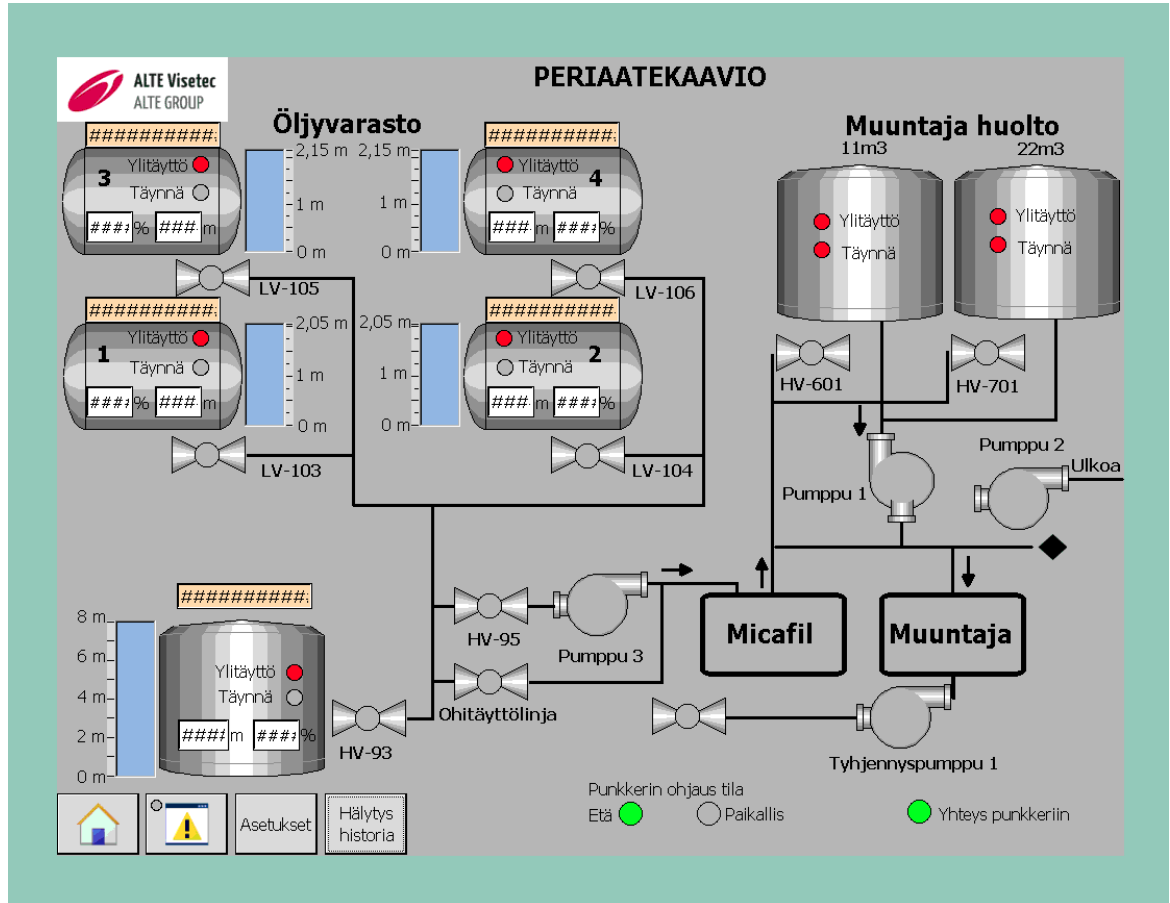 ALTE Visetec
ALTE GROUP
PERIAATEKAAVIO
Öljyvarasto
Muuntaja huolto
11m3
22m3
##########
3
Ylitäyttö
Täynnä
###
%
###
m
2,15 m
1 m
0 m
LV-105
##########
4
Ylitäyttö
Täynnä
###
m
###
%
2,15 m
1 m
0 m
LV-106
Ylitäyttö
Täynnä
Ylitäyttö
Täynnä
##########
1
Ylitäyttö
Täynnä
###
%
###
m
2,05 m
1 m
0 m
LV-103
##########
2
Ylitäyttö
Täynnä
###
m
###
%
2,05 m
1 m
0 m
LV-104
HV-601
HV-701
Pumppu 1
Pumppu 2
Ulkoa
##########
8 m
6 m
4 m
2 m
0 m
Ylitäyttö
Täynnä
####
m
###
%
HV-93
HV-95
Pumppu 3
Ohitäyttölinja
Micafil
Muuntaja
Tyhjennyspumppu 1
Punkkerin ohjaus tila
Etä
Paikallis
Yhteys punkkeriin
Asetukset
Hälytys
historia